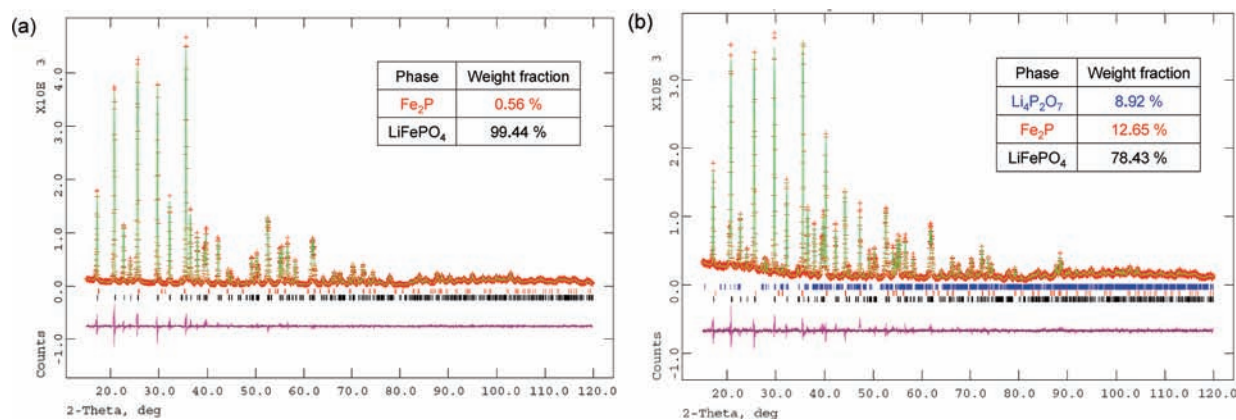 (a)
X10E 3
4.0
3.0
2.0
1.0
0.0
-1.0
Counts
Phase Weight fraction
Fe₂P 0.56 %
LiFePO₄ 99.44 %
20.0 30.0 40.0 50.0 60.0 70.0 80.0 90.0 100.0 110.0 120.0
2-Theta, deg
(b)
X10E 3
3.0
2.0
1.0
0.0
-1.0
Counts
Phase Weight fraction
Li₄P₂O₇ 8.92 %
Fe₂P 12.65 %
LiFePO₄ 78.43 %
20.0 30.0 40.0 50.0 60.0 70.0 80.0 90.0 100.0 110.0 120.0
2-Theta, deg